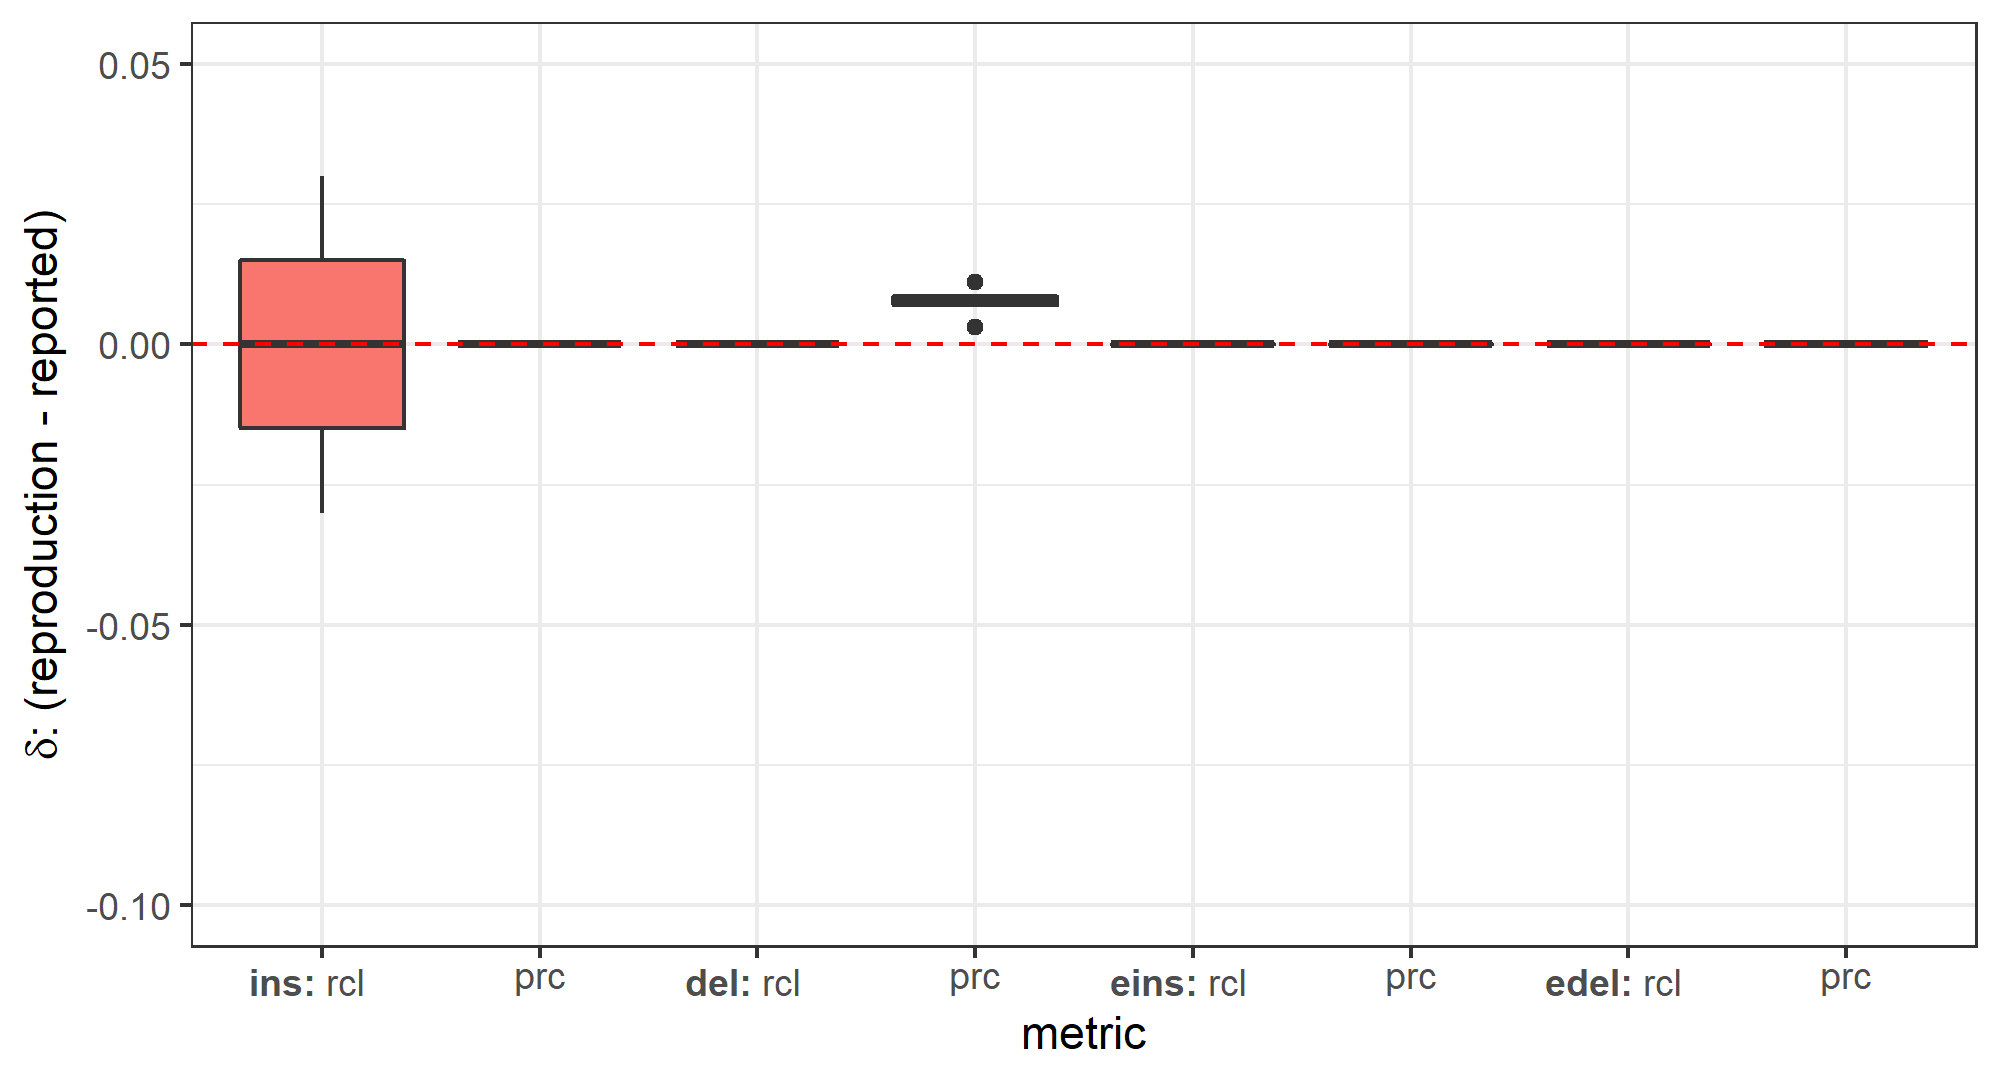 δ: (reproduction - reported)
0.05
0.00
-0.05
-0.10
ins: rcl prc del: rcl prc eins: rcl prc edel: rcl prc
metric